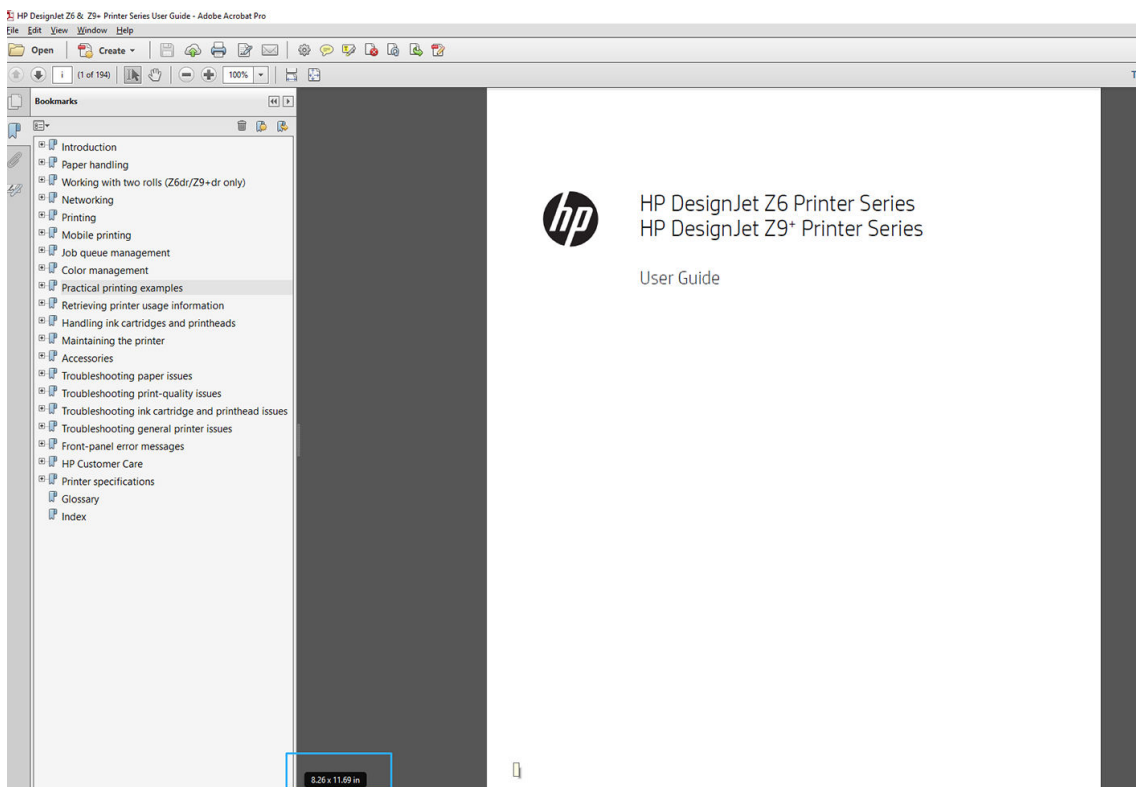 HP DesignJet Z6 & Z9+ Printer Series User Guide - Adobe Acrobat Pro
File Edit View Window Help
Open Create
i (1 of 194) 100% T
Bookmarks
Introduction
Paper handling
Working with two rolls (Z6dr/Z9+dr only)
Networking
Printing
Mobile printing
Job queue management
Color management
Practical printing examples
Retrieving printer usage information
Handling ink cartridges and printheads
Maintaining the printer
Accessories
Troubleshooting paper issues
Troubleshooting print-quality issues
Troubleshooting ink cartridge and printhead issues
Troubleshooting general printer issues
Front-panel error messages
HP Customer Care
Printer specifications
Glossary
Index
8.26 x 11.69 in
hp
HP DesignJet Z6 Printer Series
HP DesignJet Z9⁺ Printer Series
User Guide